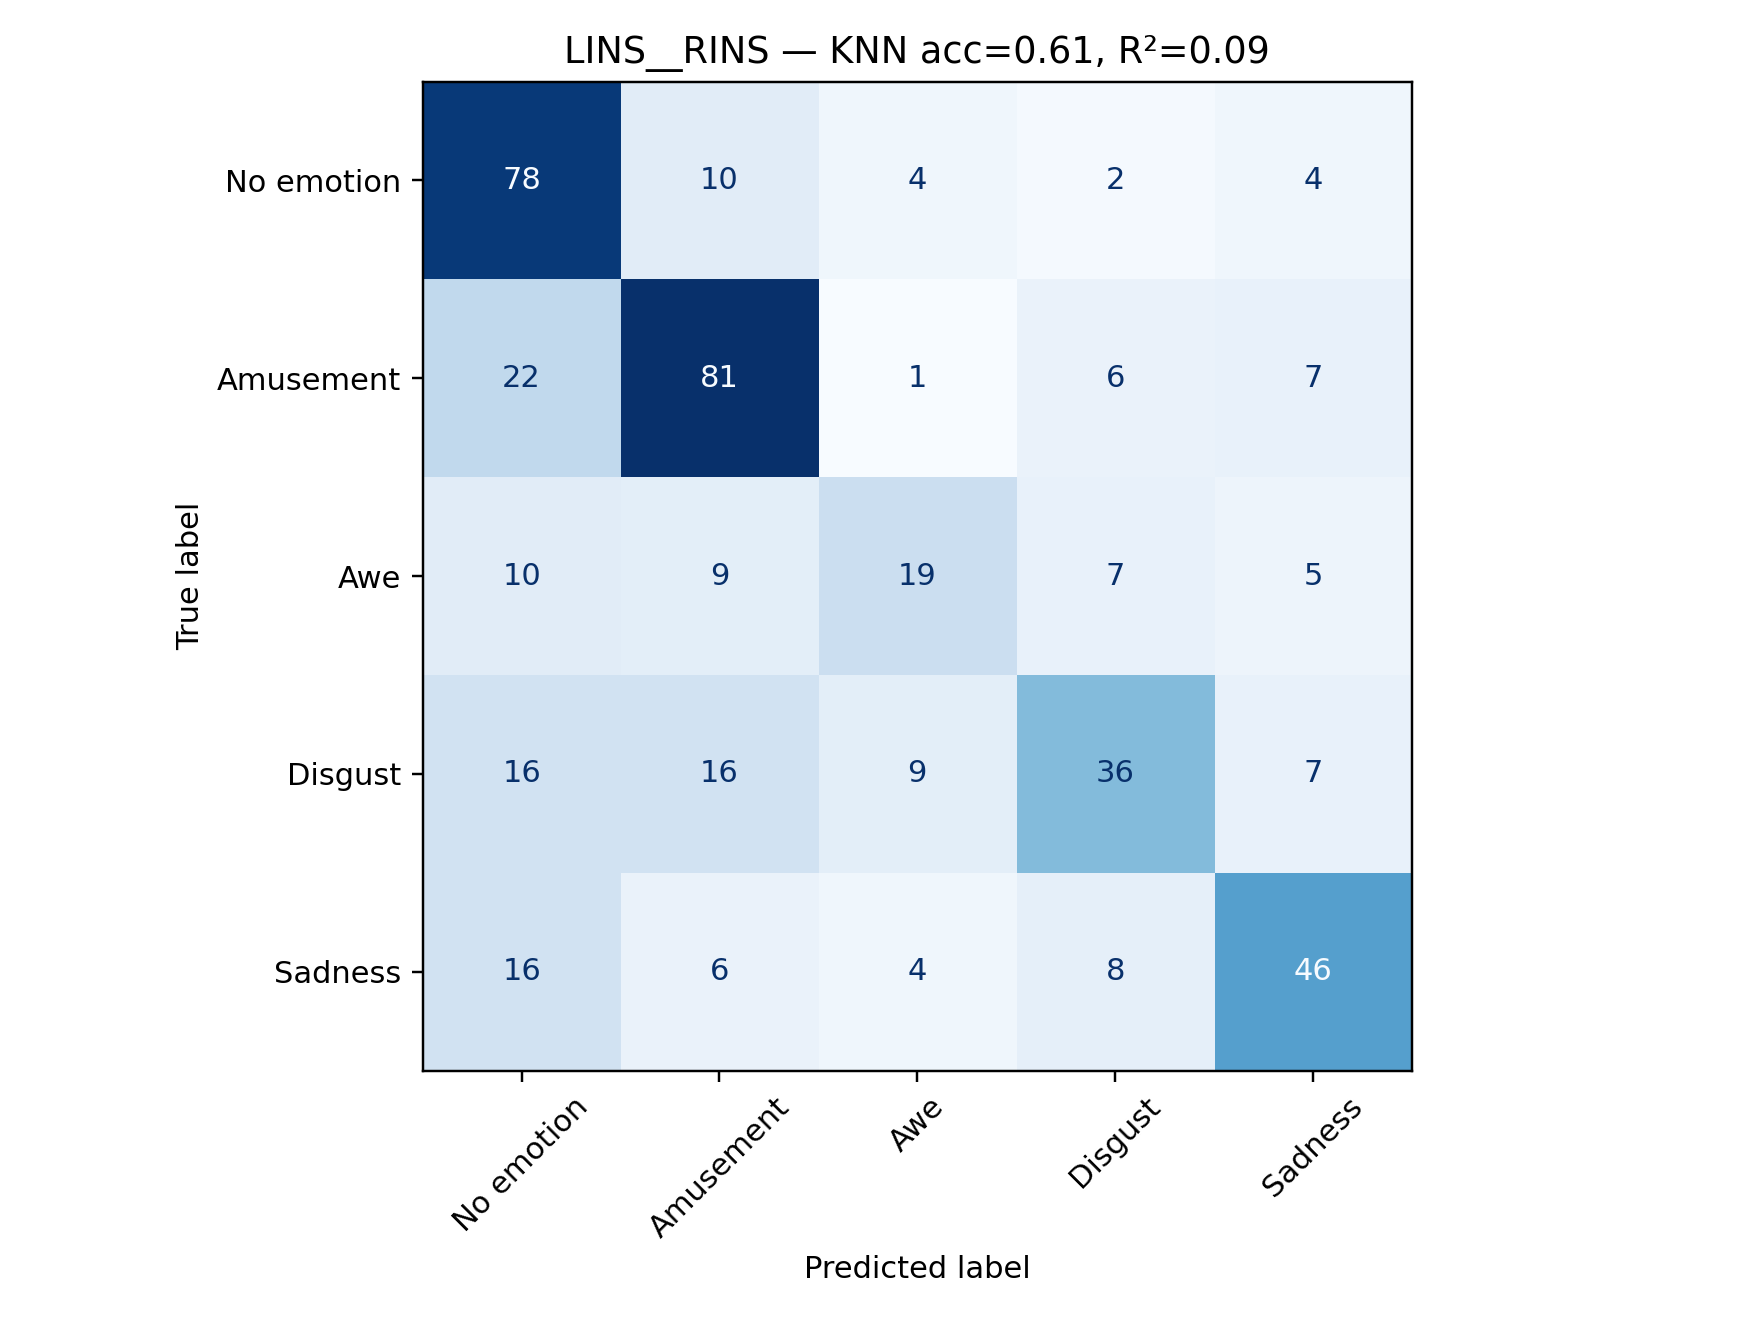 LINS__RINS — KNN acc=0.61, R²=0.09
No emotion 78 10 4 2 4
Amusement 22 81 1 6 7
Awe 10 9 19 7 5
Disgust 16 16 9 36 7
Sadness 16 6 4 8 46
True label
No emotion Amusement Awe Disgust Sadness
Predicted label